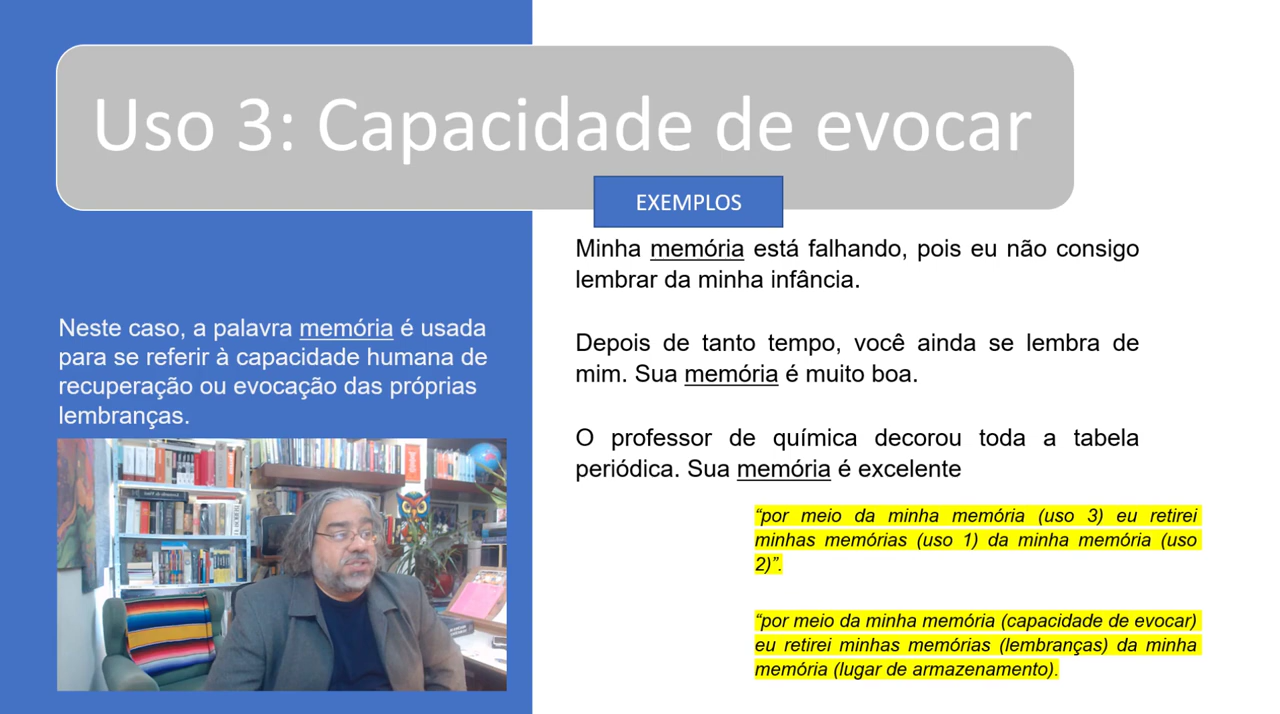 Uso 3: Capacidade de evocar
EXEMPLOS
Neste caso, a palavra memória é usada
para se referir à capacidade humana de
recuperação ou evocação das próprias
lembranças.
Minha memória está falhando, pois eu não consigo
lembrar da minha infância.
Depois de tanto tempo, você ainda se lembra de
mim. Sua memória é muito boa.
O professor de química decorou toda a tabela
periódica. Sua memória é excelente
“por meio da minha memória (uso 3) eu retirei
minhas memórias (uso 1) da minha memória (uso
2)”.
“por meio da minha memória (capacidade de evocar)
eu retirei minhas memórias (lembranças) da minha
memória (lugar de armazenamento).